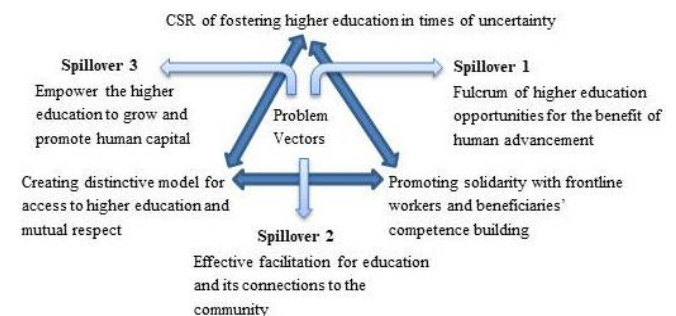 CSR of fostering higher education in times of uncertainty
Spillover 3
Empower the higher
education to grow and
promote human capital
Problem
Vectors
Spillover 1
Fulcrum of higher education
opportunities for the benefit of
human advancement
Creating distinctive model for
access to higher education and
mutual respect
Promoting solidarity with frontline
workers and beneficiaries’
competence building
Spillover 2
Effective facilitation for education
and its connections to the
community